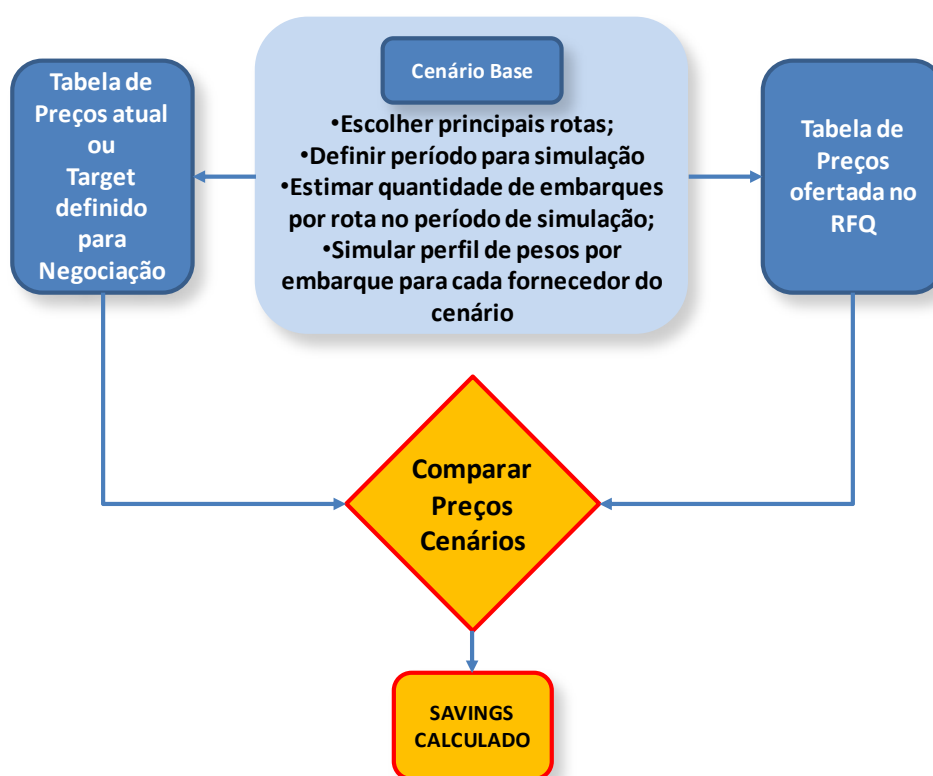 Tabela de
Preços atual
ou
Target
definido
para
Negociação
Cenário Base
•Escolher principais rotas;
•Definir período para simulação
•Estimar quantidade de embarques
por rota no período de simulação;
•Simular perfil de pesos por
embarque para cada fornecedor do
cenário
Tabela de
Preços
ofertada no
RFQ
Comparar
Preços
Cenários
SAVINGS
CALCULADO